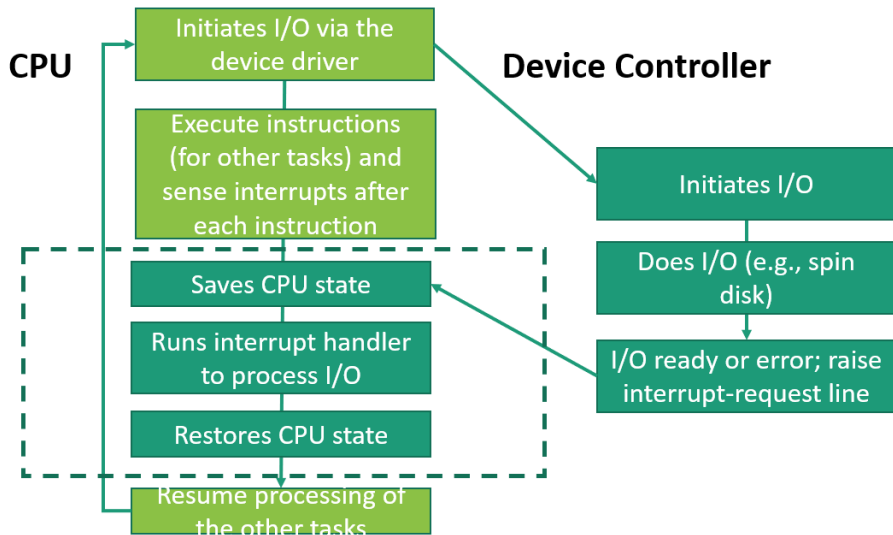 CPU
Initiates I/O via the
device driver
Device Controller
Execute instructions
(for other tasks) and
sense interrupts after
each instruction
Initiates I/O
Does I/O (e.g., spin
disk)
Saves CPU state
Runs interrupt handler
to process I/O
I/O ready or error; raise
interrupt-request line
Restores CPU state
Resume processing of
the other tasks